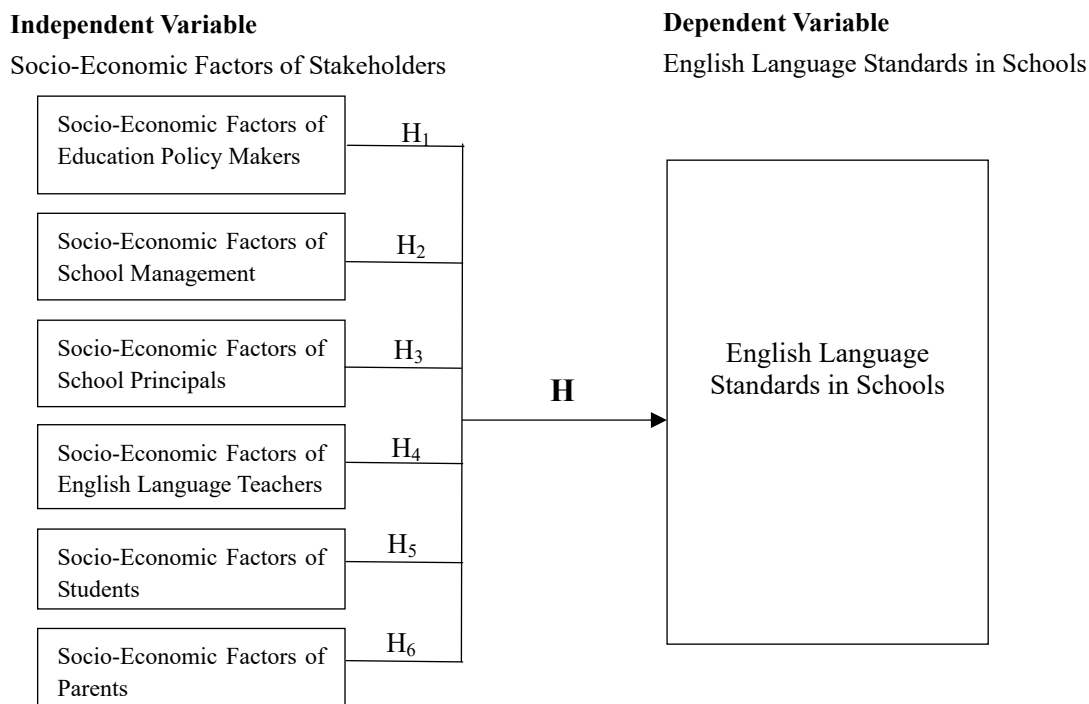 Independent Variable
Dependent Variable
Socio-Economic Factors of Stakeholders
English Language Standards in Schools
Socio-Economic Factors of
Education Policy Makers
H₁
Socio-Economic Factors of
School Management
H₂
Socio-Economic Factors of
School Principals
H₃
Socio-Economic Factors of
English Language Teachers
H₄
Socio-Economic Factors of
Students
H₅
Socio-Economic Factors of
Parents
H₆
H
English Language
Standards in Schools